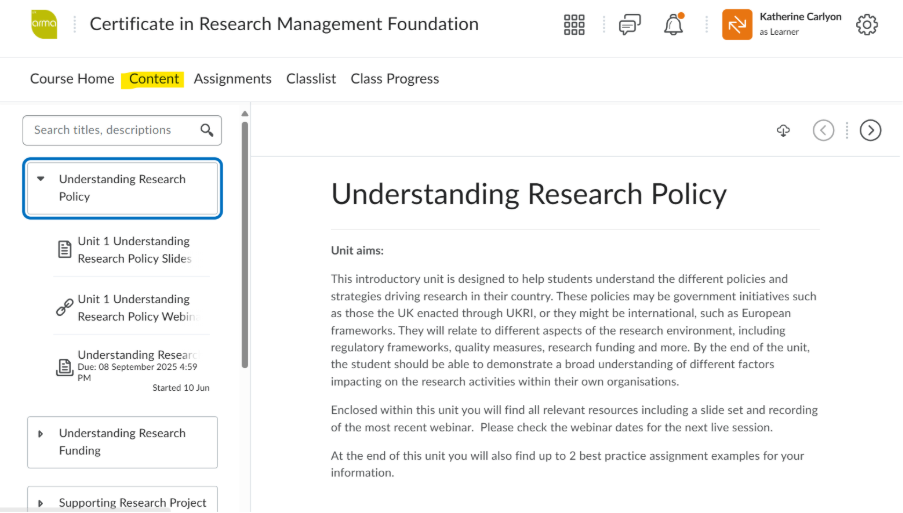 arma
Certificate in Research Management Foundation
Katherine Carlyon
as Learner
Course Home Content Assignments Classlist Class Progress
Search titles, descriptions
Understanding Research
Policy
Unit 1 Understanding
Research Policy Slides
Unit 1 Understanding
Research Policy Webin
Understanding Researc
Due: 08 September 2025 4:59
PM
Started 10 Jun
Understanding Research
Funding
Supporting Research Project
Understanding Research Policy
Unit aims:
This introductory unit is designed to help students understand the different policies and
strategies driving research in their country. These policies may be government initiatives such
as those the UK enacted through UKRI, or they might be international, such as European
frameworks. They will relate to different aspects of the research environment, including
regulatory frameworks, quality measures, research funding and more. By the end of the unit,
the student should be able to demonstrate a broad understanding of different factors
impacting on the research activities within their own organisations.
Enclosed within this unit you will find all relevant resources including a slide set and recording
of the most recent webinar. Please check the webinar dates for the next live session.
At the end of this unit you will also find up to 2 best practice assignment examples for your
information.